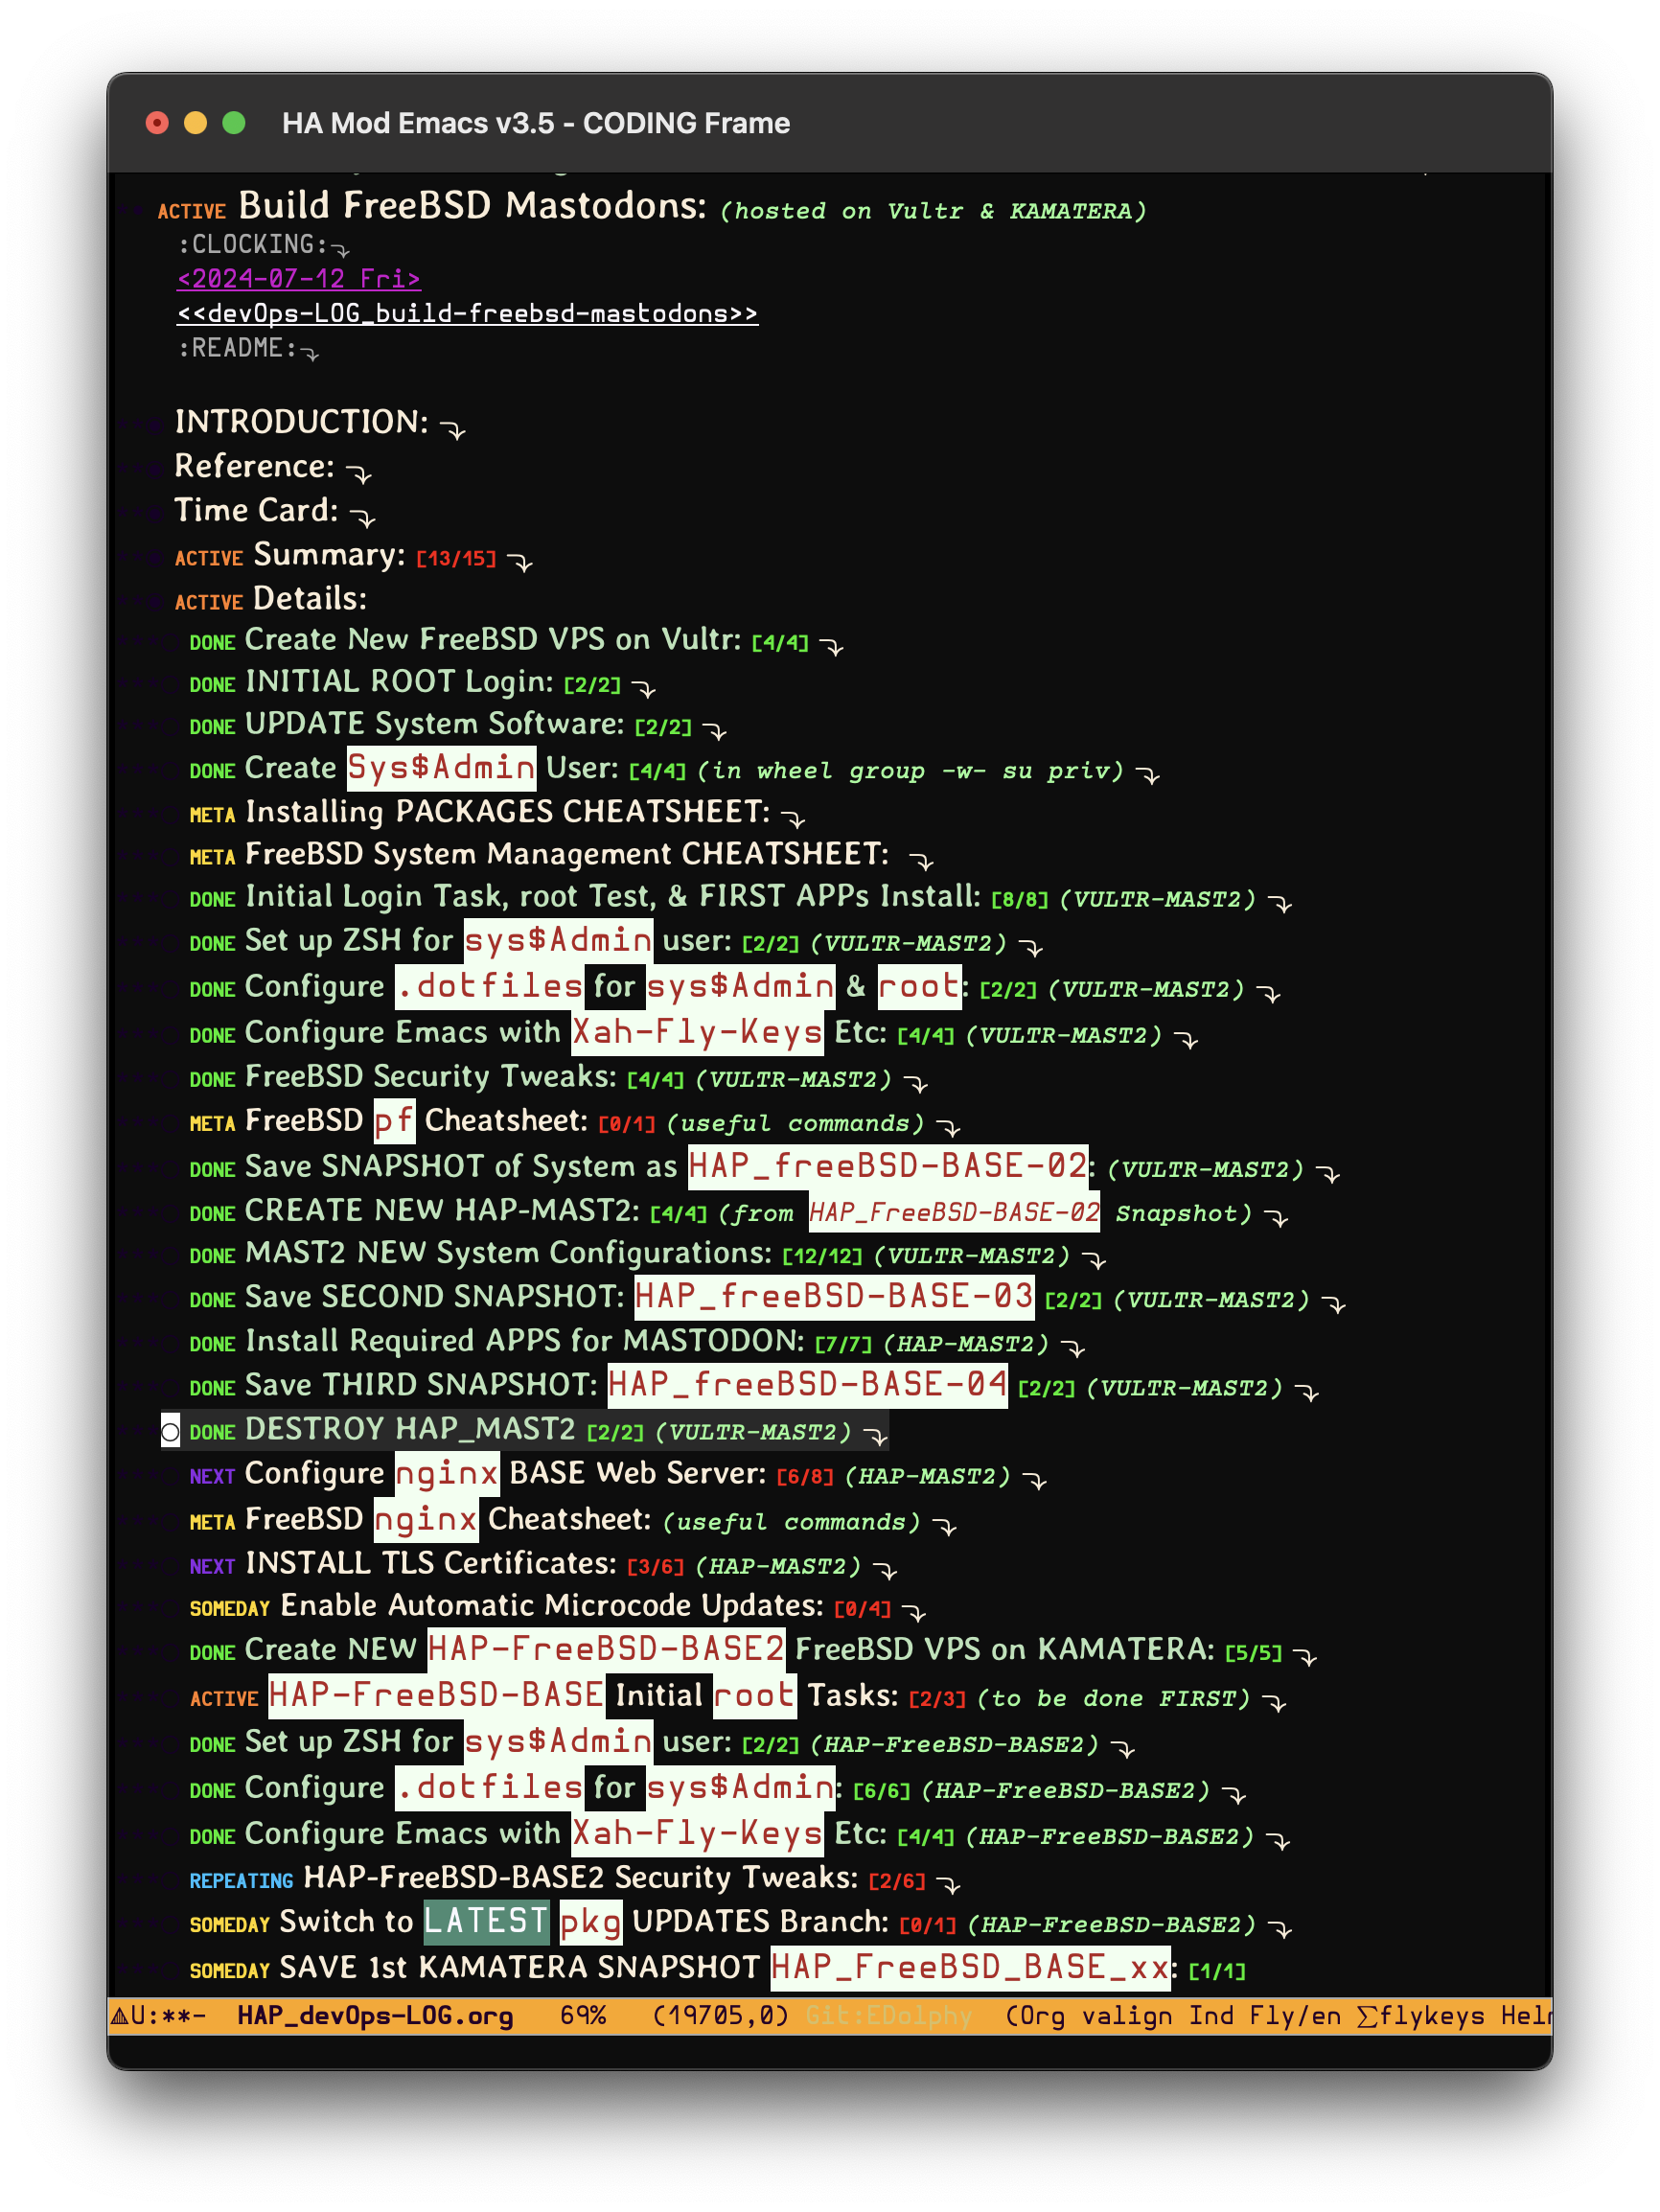 HA Mod Emacs v3.5 - CODING Frame
ACTIVE Build FreeBSD Mastodons: (hosted on Vultr & KAMATERA)
:CLOCKING:
<2024-07-12 Fri>
<<devOps-LOG_build-freebsd-mastodons>>
:README:
INTRODUCTION:
Reference:
Time Card:
ACTIVE Summary: [13/15]
ACTIVE Details:
DONE Create New FreeBSD VPS on Vultr: [4/4]
DONE INITIAL ROOT Login: [2/2]
DONE UPDATE System Software: [2/2]
DONE Create Sys$Admin User: [4/4] (in wheel group -w- su priv)
META Installing PACKAGES CHEATSHEET:
META FreeBSD System Management CHEATSHEET:
DONE Initial Login Task, root Test, & FIRST APPs Install: [8/8] (VULTR-MAST2)
DONE Set up ZSH for sys$Admin user: [2/2] (VULTR-MAST2)
DONE Configure .dotfiles for sys$Admin & root: [2/2] (VULTR-MAST2)
DONE Configure Emacs with Xah-Fly-Keys Etc: [4/4] (VULTR-MAST2)
DONE FreeBSD Security Tweaks: [4/4] (VULTR-MAST2)
META FreeBSD pf Cheatsheet: [0/1] (useful commands)
DONE Save SNAPSHOT of System as HAP_freeBSD-BASE-02: (VULTR-MAST2)
DONE CREATE NEW HAP-MAST2: [4/4] (from HAP_FreeBSD-BASE-02 Snapshot)
DONE MAST2 NEW System Configurations: [12/12] (VULTR-MAST2)
DONE Save SECOND SNAPSHOT: HAP_freeBSD-BASE-03 [2/2] (VULTR-MAST2)
DONE Install Required APPS for MASTODON: [7/7] (HAP-MAST2)
DONE Save THIRD SNAPSHOT: HAP_freeBSD-BASE-04 [2/2] (VULTR-MAST2)
DONE DESTROY HAP_MAST2 [2/2] (VULTR-MAST2)
NEXT Configure nginx BASE Web Server: [6/8] (HAP-MAST2)
META FreeBSD nginx Cheatsheet: (useful commands)
NEXT INSTALL TLS Certificates: [3/6] (HAP-MAST2)
SOMEDAY Enable Automatic Microcode Updates: [0/4]
DONE Create NEW HAP-FreeBSD-BASE2 FreeBSD VPS on KAMATERA: [5/5]
ACTIVE HAP-FreeBSD-BASE Initial root Tasks: [2/3] (to be done FIRST)
DONE Set up ZSH for sys$Admin user: [2/2] (HAP-FreeBSD-BASE2)
DONE Configure .dotfiles for sys$Admin: [6/6] (HAP-FreeBSD-BASE2)
DONE Configure Emacs with Xah-Fly-Keys Etc: [4/4] (HAP-FreeBSD-BASE2)
REPEATING HAP-FreeBSD-BASE2 Security Tweaks: [2/6]
SOMEDAY Switch to LATEST pkg UPDATES Branch: [0/1] (HAP-FreeBSD-BASE2)
SOMEDAY SAVE 1st KAMATERA SNAPSHOT HAP_FreeBSD_BASE_xx: [1/1]
U:**- HAP_devOps-LOG.org 69% (19705,0) Git:EDolphy (Org valign Ind Fly/en ∑flykeys Hel